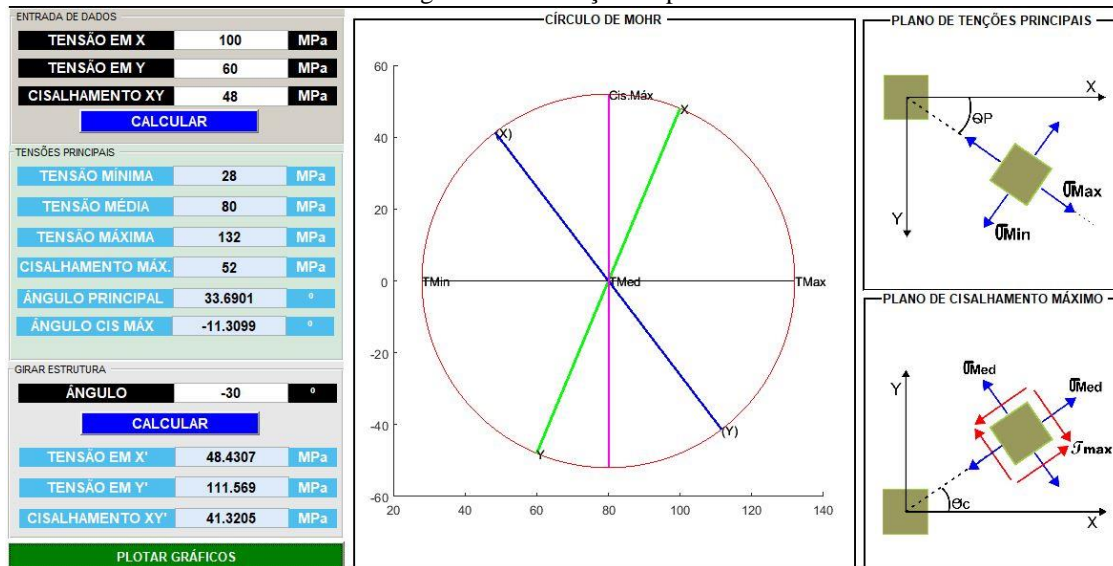 ENTRADA DE DADOS
TENSÃO EM X 100 MPa
TENSÃO EM Y 60 MPa
CISALHAMENTO XY 48 MPa
CALCULAR
TENSÕES PRINCIPAIS
TENSÃO MÍNIMA 28 MPa
TENSÃO MÉDIA 80 MPa
TENSÃO MÁXIMA 132 MPa
CISALHAMENTO MÁX. 52 MPa
ÂNGULO PRINCIPAL 33.6901 º
ÂNGULO CIS MÁX -11.3099 º
GIRAR ESTRUTURA
ÂNGULO -30 º
CALCULAR
TENSÃO EM X' 48.4307 MPa
TENSÃO EM Y' 111.569 MPa
CISALHAMENTO XY' 41.3205 MPa
PLOTAR GRÁFICOS
CÍRCULO DE MOHR
60
40
20
0
-20
-40
-60
20 40 60 80 100 120 140
Cis.Máx
X
(X)
TMin
TMed
TMax
(Y)
Y
PLANO DE TENÇÕES PRINCIPAIS
X
ΘP
Y
σMax
σMin
PLANO DE CISALHAMENTO MÁXIMO
Y
σMed
σMed
Tmax
Θc
X